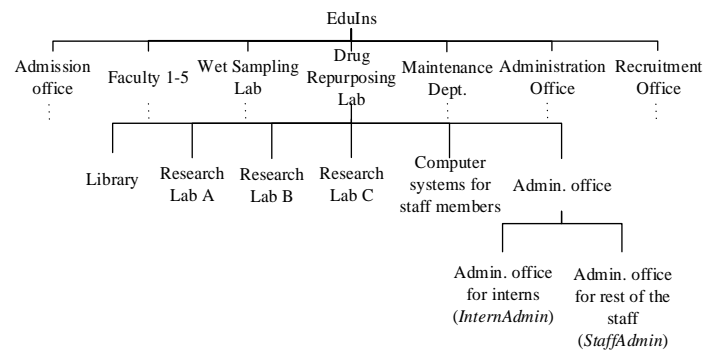 EduIns
Admission
office
Faculty 1-5
Wet Sampling
Lab
Drug
Repurposing
Lab
Maintenance
Dept.
Administration
Office
Recruitment
Office
Library
Research
Lab A
Research
Lab B
Research
Lab C
Computer
systems for
staff members
Admin. office
Admin. office
for interns
(InternAdmin)
Admin. office
for rest of the
staff
(StaffAdmin)